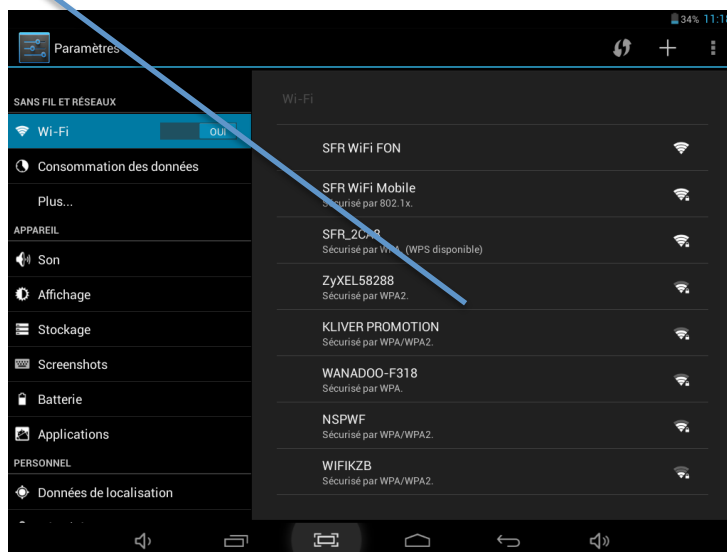 34% 11:18
Paramètres
SANS FIL ET RÉSEAUX
Wi-Fi OUI
Consommation des données
Plus...
APPAREIL
Son
Affichage
Stockage
Screenshots
Batterie
Applications
PERSONNEL
Données de localisation
Wi-Fi
SFR WiFi FON
SFR WiFi Mobile
Sécurisé par 802.1x.
SFR_2CA8
Sécurisé par WPA. (WPS disponible)
ZyXEL58288
Sécurisé par WPA2.
KLIVER PROMOTION
Sécurisé par WPA/WPA2.
WANADOO-F318
Sécurisé par WPA.
NSPWF
Sécurisé par WPA/WPA2.
WIFIKZB
Sécurisé par WPA/WPA2.